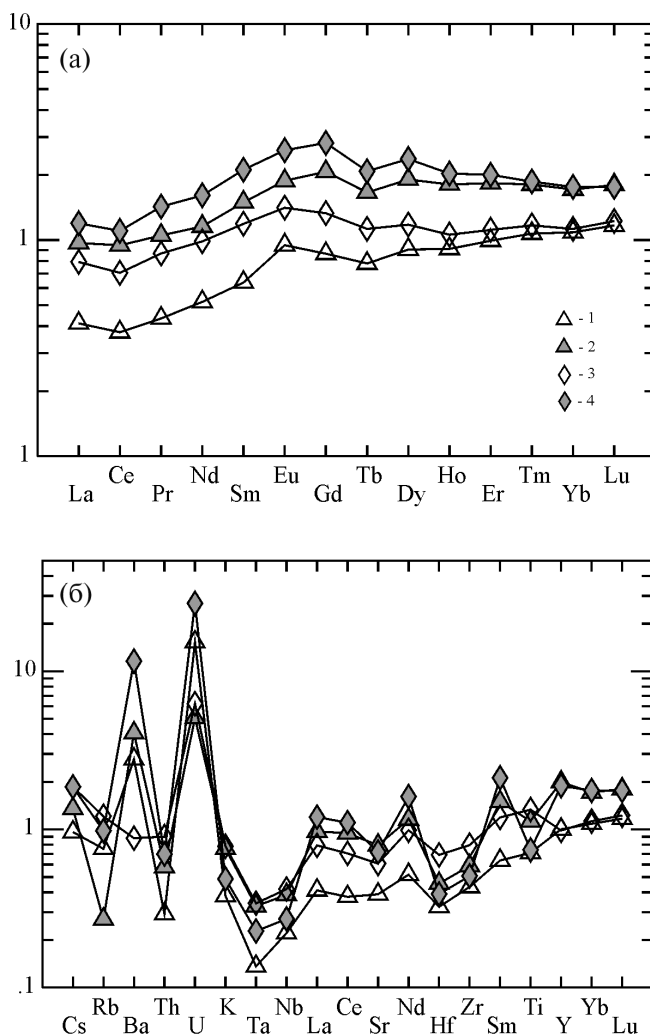 10
(а)
1
- 1
- 2
- 3
- 4
1
La Ce Pr Nd Sm Eu Gd Tb Dy Ho Er Tm Yb Lu
(б)
10
1
.1
Cs Rb Ba Th U K Ta Nb La Ce Sr Nd Hf Zr Sm Ti Y Yb Lu